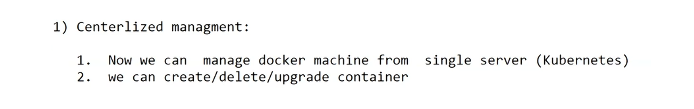 1) Centerlized managment:
1. Now we can manage docker machine from single server (Kubernetes)
2. we can create/delete/upgrade container